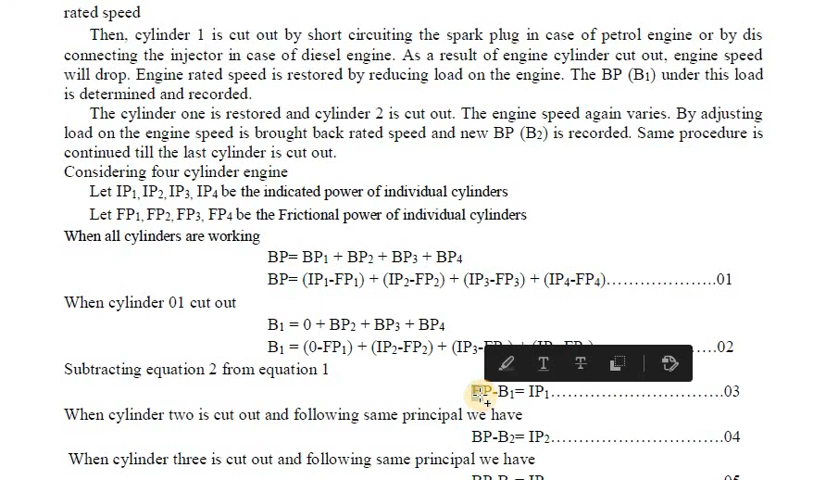 rated speed
Then, cylinder 1 is cut out by short circuiting the spark plug in case of petrol engine or by dis
connecting the injector in case of diesel engine. As a result of engine cylinder cut out, engine speed
will drop. Engine rated speed is restored by reducing load on the engine. The BP (B1) under this load
is determined and recorded.
The cylinder one is restored and cylinder 2 is cut out. The engine speed again varies. By adjusting
load on the engine speed is brought back rated speed and new BP (B2) is recorded. Same procedure is
continued till the last cylinder is cut out.
Considering four cylinder engine
Let IP1, IP2, IP3, IP4 be the indicated power of individual cylinders
Let FP1, FP2, FP3, FP4 be the Frictional power of individual cylinders
When all cylinders are working
BP= BP1 + BP2 + BP3 + BP4
BP= (IP1-FP1) + (IP2-FP2) + (IP3-FP3) + (IP4-FP4)........................01
When cylinder 01 cut out
B1 = 0 + BP2 + BP3 + BP4
B1 = (0-FP1) + (IP2-FP2) + (IP3- .....02
Subtracting equation 2 from equation 1
BP-B1= IP1.......................................03
When cylinder two is cut out and following same principal we have
BP-B2= IP2.......................................04
When cylinder three is cut out and following same principal we have